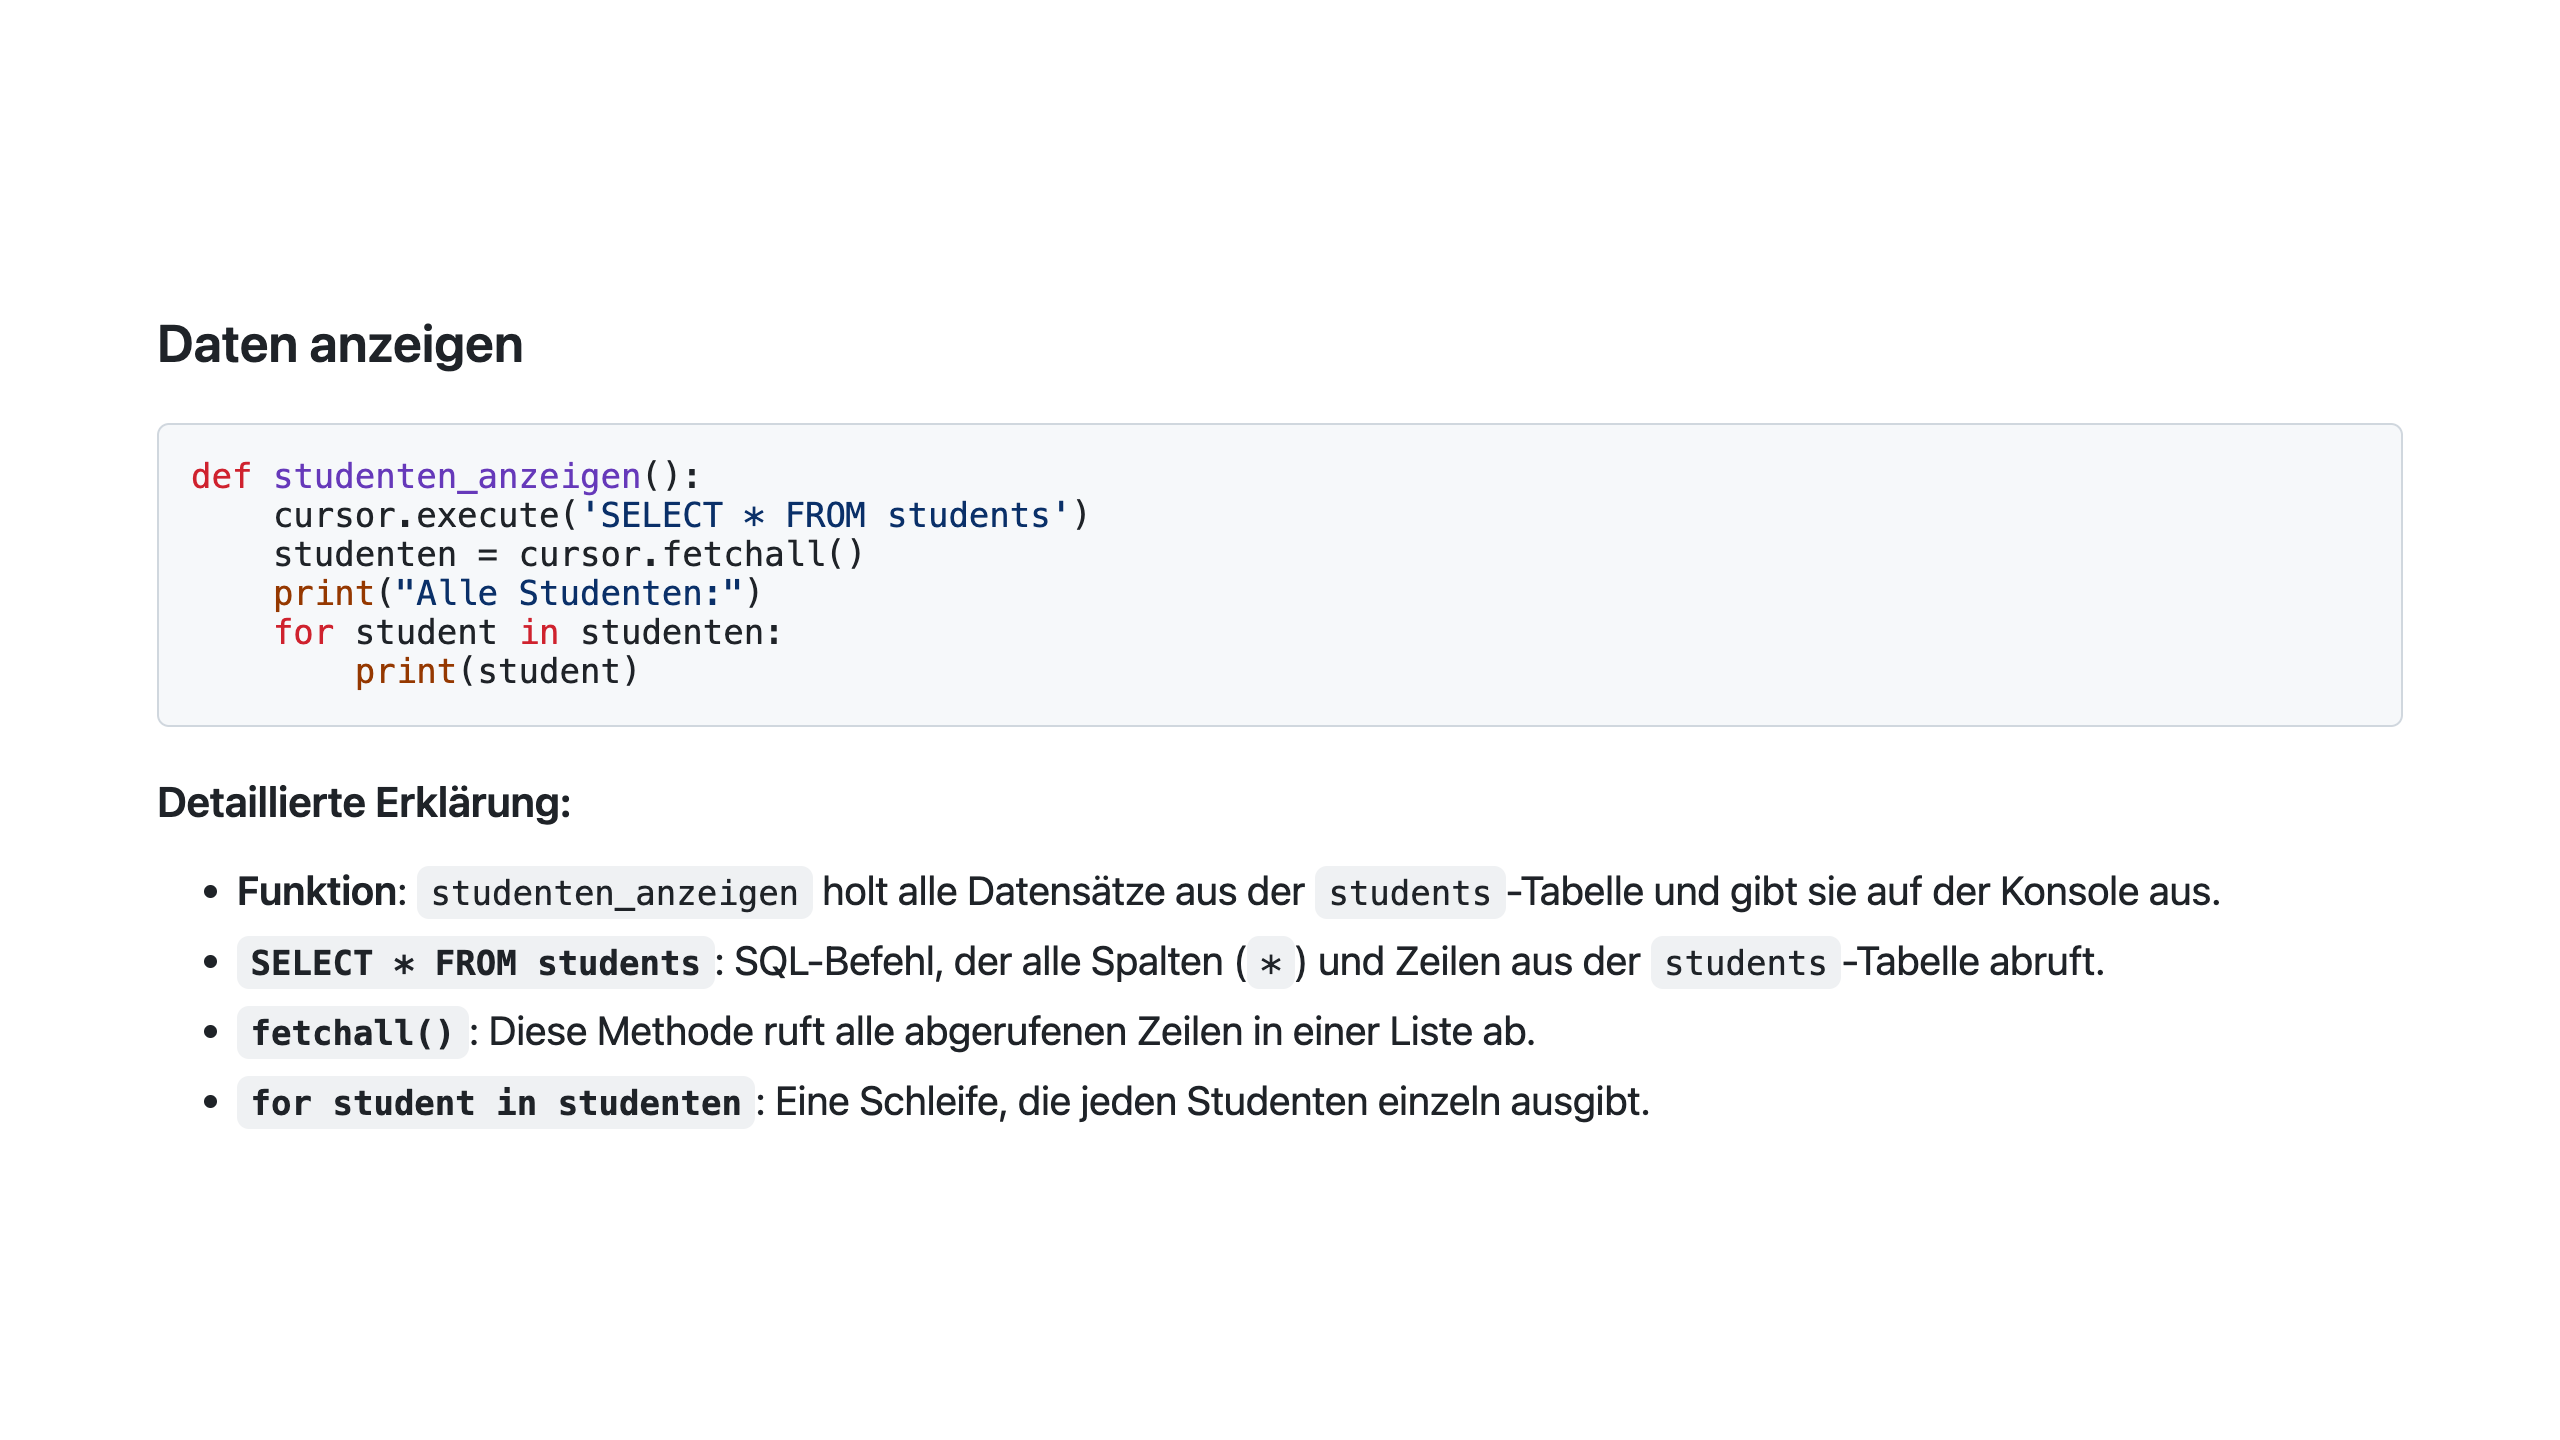 Daten anzeigen
def studenten_anzeigen():
    cursor.execute('SELECT * FROM students')
    studenten = cursor.fetchall()
    print("Alle Studenten:")
    for student in studenten:
        print(student)
Detaillierte Erklärung:
• Funktion: studenten_anzeigen holt alle Datensätze aus der students-Tabelle und gibt sie auf der Konsole aus.
• SELECT * FROM students: SQL-Befehl, der alle Spalten (*) und Zeilen aus der students-Tabelle abruft.
• fetchall(): Diese Methode ruft alle abgerufenen Zeilen in einer Liste ab.
• for student in studenten: Eine Schleife, die jeden Studenten einzeln ausgibt.